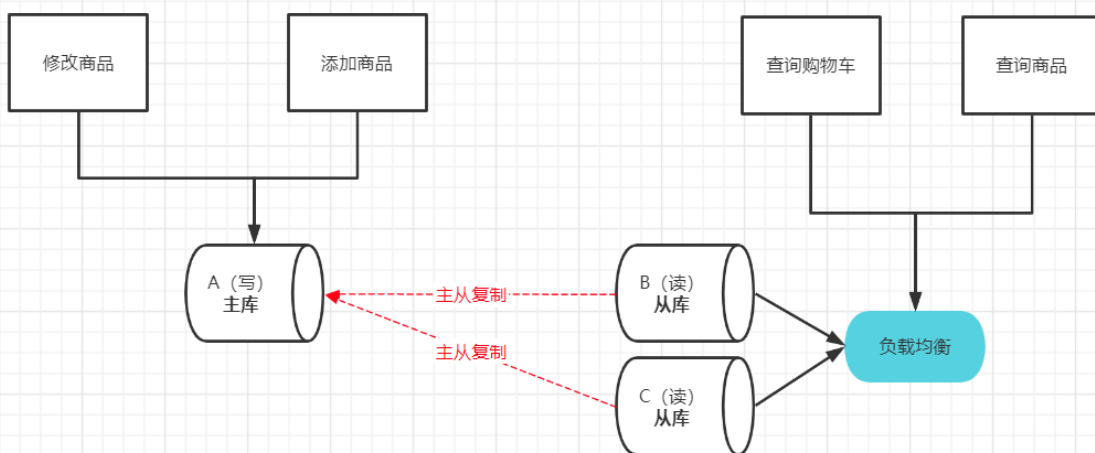 修改商品
添加商品
查询购物车
查询商品
A（写）
主库
主从复制
B（读）
从库
主从复制
负载均衡
C（读）
从库